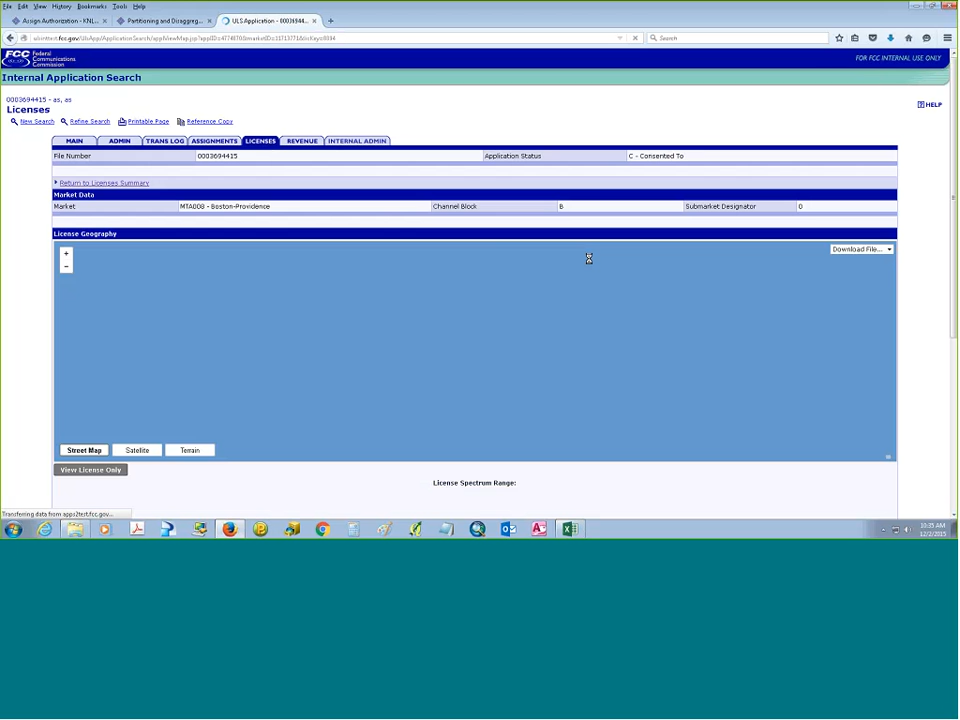 File Edit View History Bookmarks Tools Help
Assign Authorization - KNL... × Partitioning and Disaggreg... × ULS Application - 0003694... × +
Search
FCC Federal Communications Commission FOR FCC INTERNAL USE ONLY
Internal Application Search
0003694415 - as, as
Licenses
? HELP
New Search Refine Search Printable Page Reference Copy
MAIN ADMIN TRANS LOG ASSIGNMENTS LICENSES REVENUE INTERNAL ADMIN
File Number 0003694415 Application Status C - Consented To
Return to Licenses Summary
Market Data
Market MTA008 - Boston-Providence Channel Block B Submarket Designator 0
License Geography
+
Download File...
−
Street Map Satellite Terrain
View License Only
License Spectrum Range:
Transferring data from apps2test.fcc.gov...
10:35 AM
12/2/2015